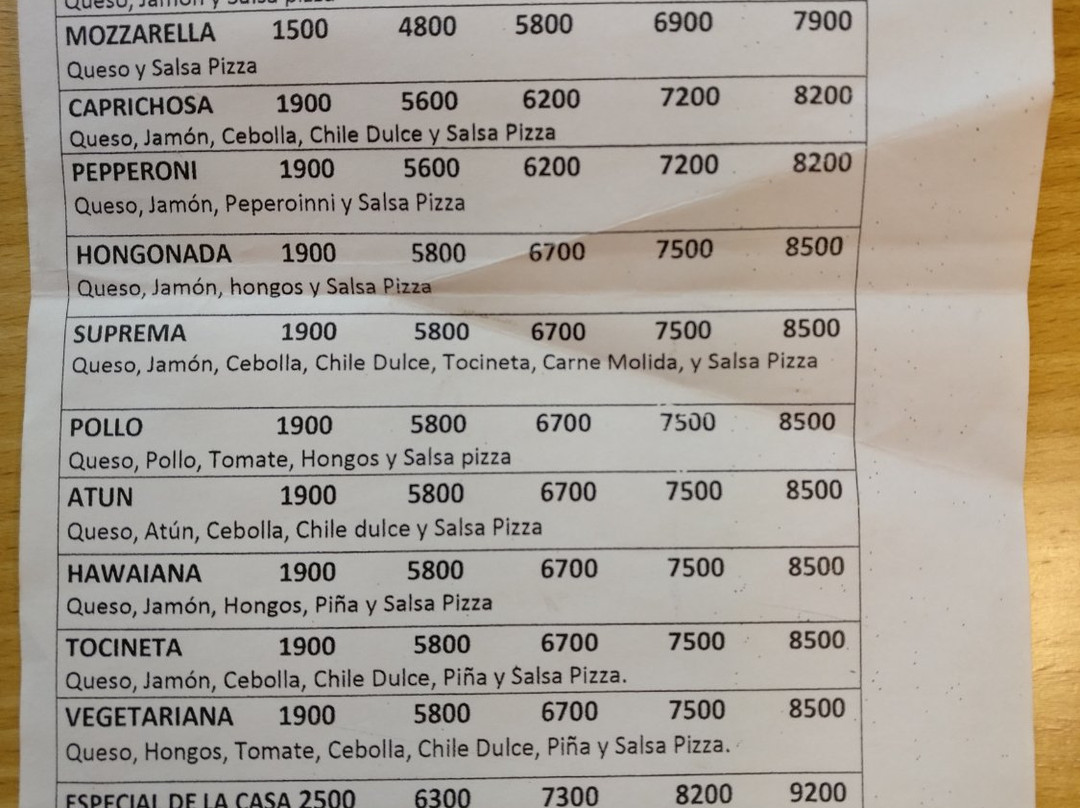 Queso, Jamón y Salsa pizza
MOZZARELLA 1500 4800 5800 6900 7900
Queso y Salsa Pizza
CAPRICHOSA 1900 5600 6200 7200 8200
Queso, Jamón, Cebolla, Chile Dulce y Salsa Pizza
PEPPERONI 1900 5600 6200 7200 8200
Queso, Jamón, Peperoinni y Salsa Pizza
HONGONADA 1900 5800 6700 7500 8500
Queso, Jamón, hongos y Salsa Pizza
SUPREMA 1900 5800 6700 7500 8500
Queso, Jamón, Cebolla, Chile Dulce, Tocineta, Carne Molida, y Salsa Pizza
POLLO 1900 5800 6700 7500 8500
Queso, Pollo, Tomate, Hongos y Salsa pizza
ATUN 1900 5800 6700 7500 8500
Queso, Atún, Cebolla, Chile dulce y Salsa Pizza
HAWAIANA 1900 5800 6700 7500 8500
Queso, Jamón, Hongos, Piña y Salsa Pizza
TOCINETA 1900 5800 6700 7500 8500
Queso, Jamón, Cebolla, Chile Dulce, Piña y Salsa Pizza.
VEGETARIANA 1900 5800 6700 7500 8500
Queso, Hongos, Tomate, Cebolla, Chile Dulce, Piña y Salsa Pizza.
ESPECIAL DE LA CASA 2500 6300 7300 8200 9200